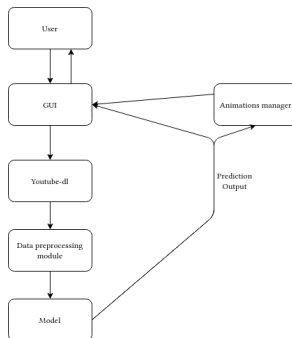 User
GUI
Animations manager
Youtube-dl
Prediction
Output
Data preprocessing
module
Model